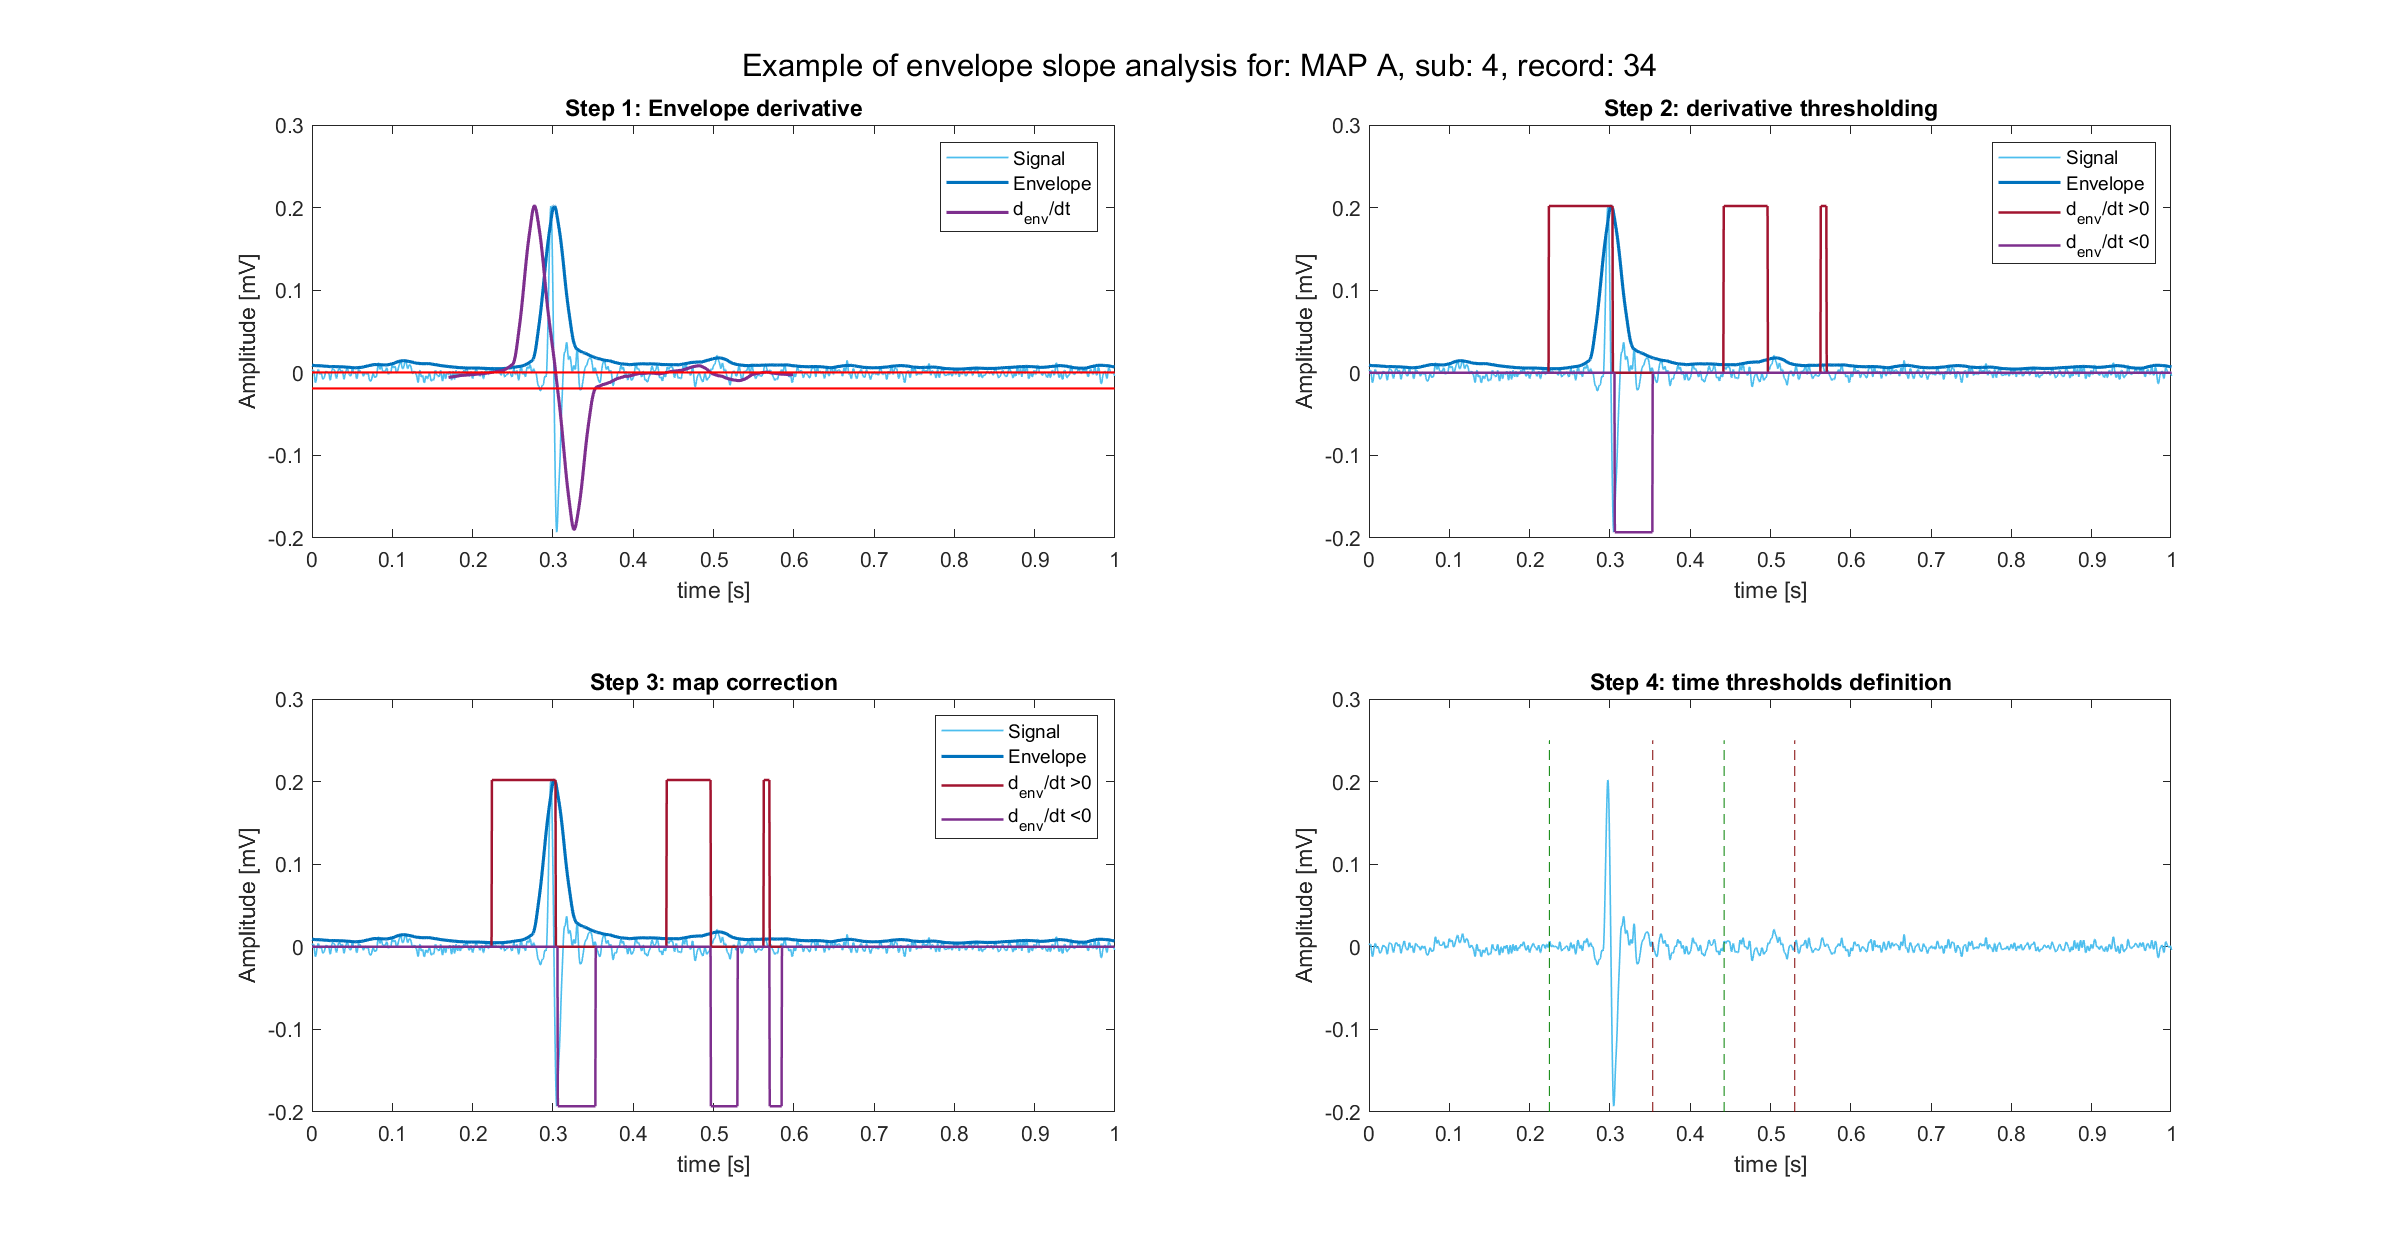 Example of envelope slope analysis for: MAP A, sub: 4, record: 34
Step 1: Envelope derivative
0.3
0.2
0.1
0
-0.1
-0.2
Amplitude [mV]
0 0.1 0.2 0.3 0.4 0.5 0.6 0.7 0.8 0.9 1
time [s]
Signal
Envelope
d_env/dt
Step 2: derivative thresholding
0.3
0.2
0.1
0
-0.1
-0.2
Amplitude [mV]
0 0.1 0.2 0.3 0.4 0.5 0.6 0.7 0.8 0.9 1
time [s]
Signal
Envelope
d_env/dt >0
d_env/dt <0
Step 3: map correction
0.3
0.2
0.1
0
-0.1
-0.2
Amplitude [mV]
0 0.1 0.2 0.3 0.4 0.5 0.6 0.7 0.8 0.9 1
time [s]
Signal
Envelope
d_env/dt >0
d_env/dt <0
Step 4: time thresholds definition
0.3
0.2
0.1
0
-0.1
-0.2
Amplitude [mV]
0 0.1 0.2 0.3 0.4 0.5 0.6 0.7 0.8 0.9 1
time [s]